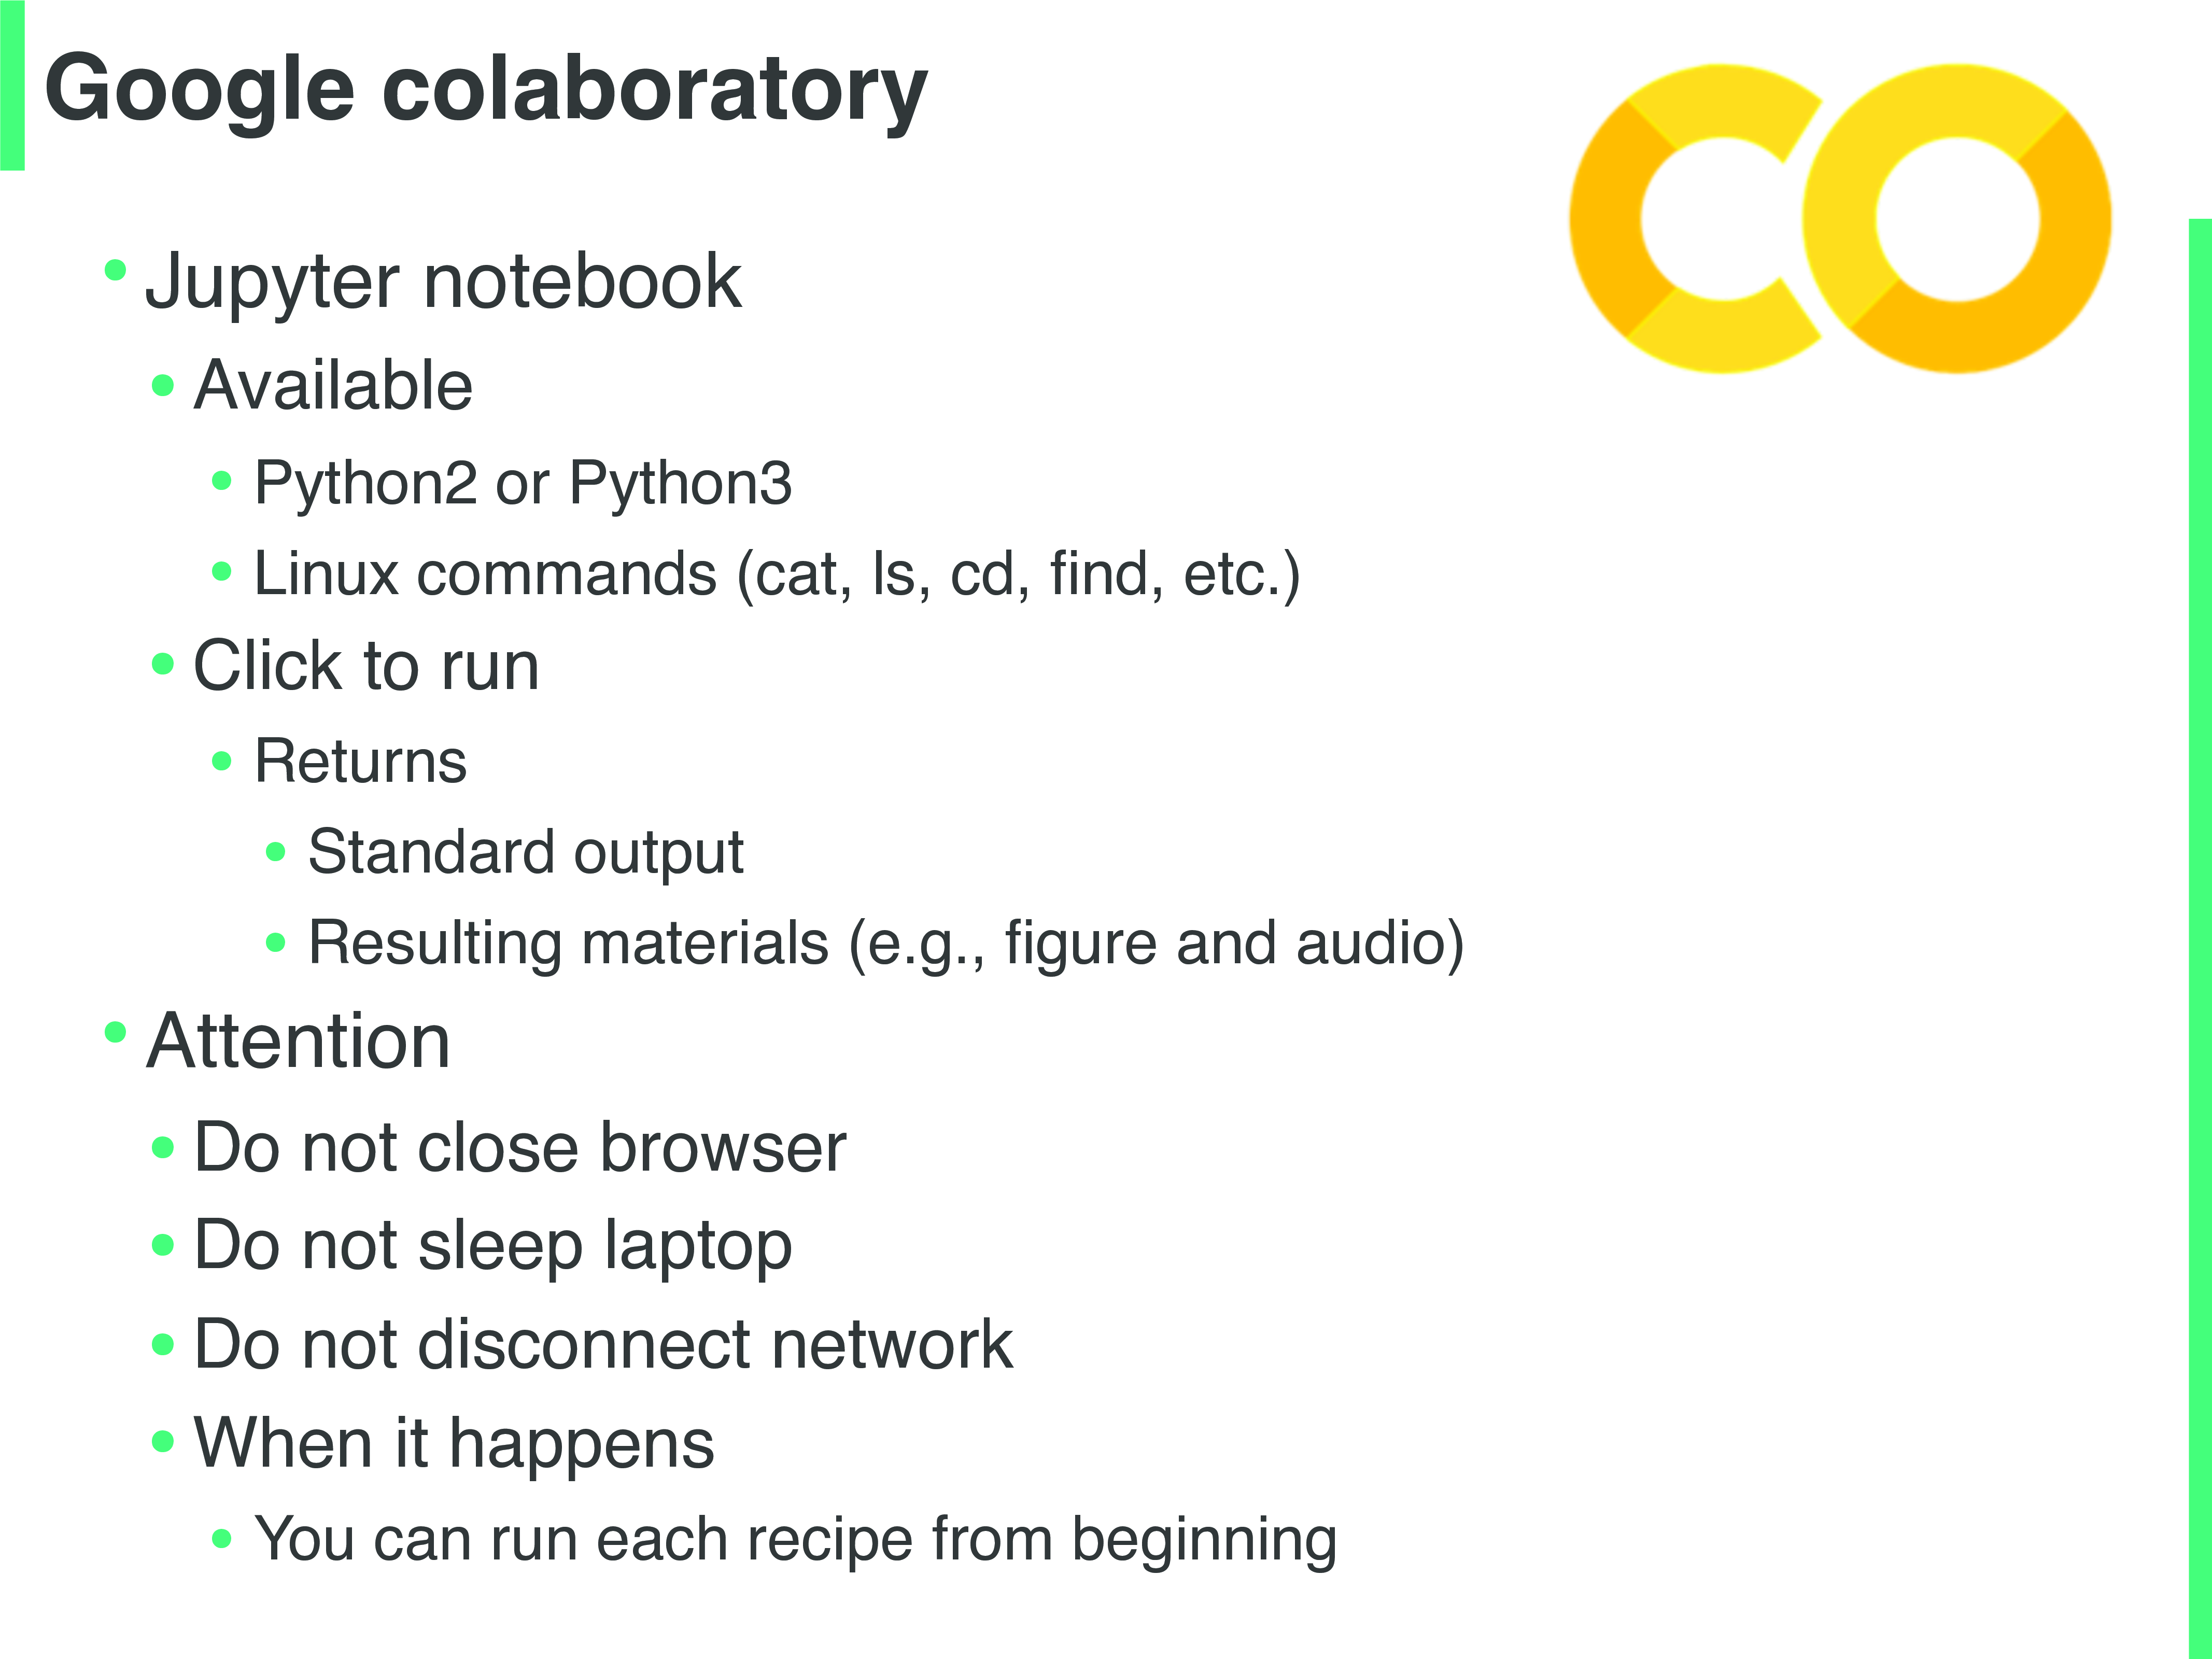 Google colaboratory
CO
• Jupyter notebook
• Available
• Python2 or Python3
• Linux commands (cat, ls, cd, find, etc.)
• Click to run
• Returns
• Standard output
• Resulting materials (e.g., figure and audio)
• Attention
• Do not close browser
• Do not sleep laptop
• Do not disconnect network
• When it happens
• You can run each recipe from beginning